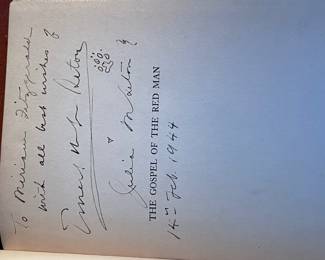 To Miriam Fitzgerald
with all best wishes of
Ernest Thompson Seton
&
Julia M Seton
THE GOSPEL OF THE RED MAN
14th Feb. 1944